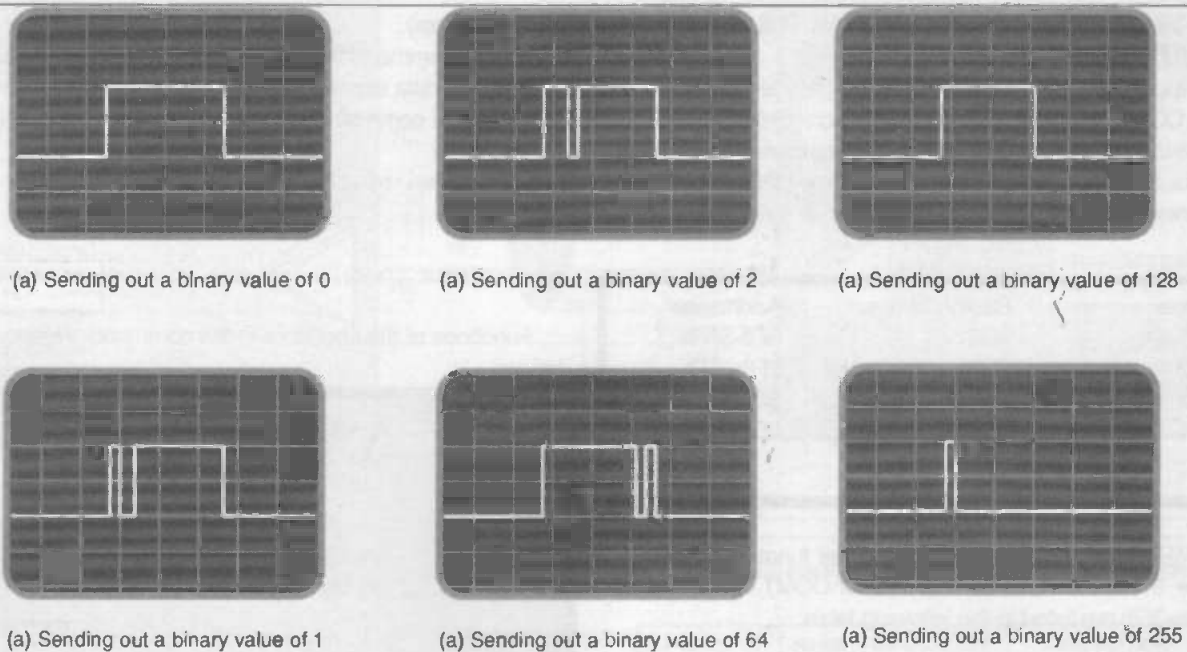 (a) Sending out a binary value of 0
(a) Sending out a binary value of 2
(a) Sending out a binary value of 128
(a) Sending out a binary value of 1
(a) Sending out a binary value of 64
(a) Sending out a binary value of 255